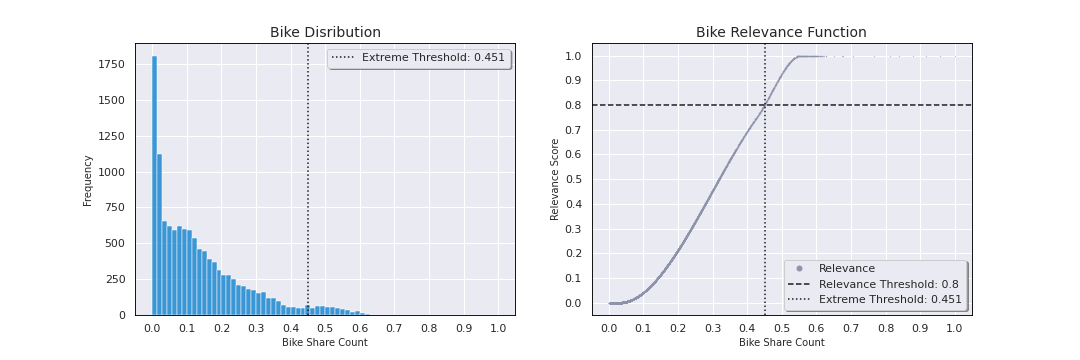 Bike Disribution
Extreme Threshold: 0.451
Frequency
1750
1500
1250
1000
750
500
250
0
0.0 0.1 0.2 0.3 0.4 0.5 0.6 0.7 0.8 0.9 1.0
Bike Share Count
Bike Relevance Function
Relevance Score
1.0
0.9
0.8
0.7
0.6
0.5
0.4
0.3
0.2
0.1
0.0
Relevance
Relevance Threshold: 0.8
Extreme Threshold: 0.451
0.0 0.1 0.2 0.3 0.4 0.5 0.6 0.7 0.8 0.9 1.0
Bike Share Count